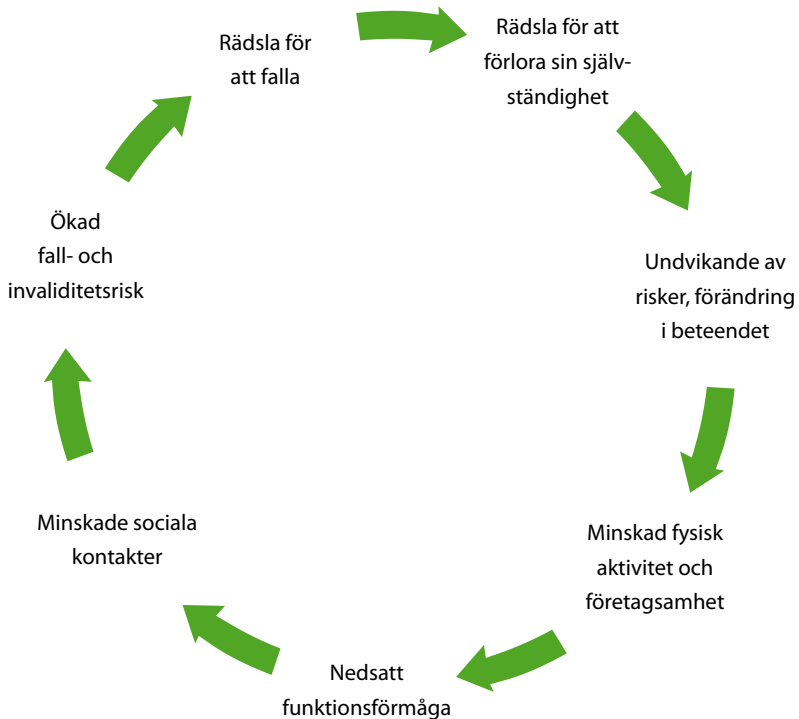 Rädsla för
att falla
Rädsla för att
förlora sin själv-
ständighet
Undvikande av
risker, förändring
i beteendet
Minskad fysisk
aktivitet och
företagsamhet
Nedsatt
funktionsförmåga
Minskade sociala
kontakter
Ökad
fall- och
invaliditetsrisk